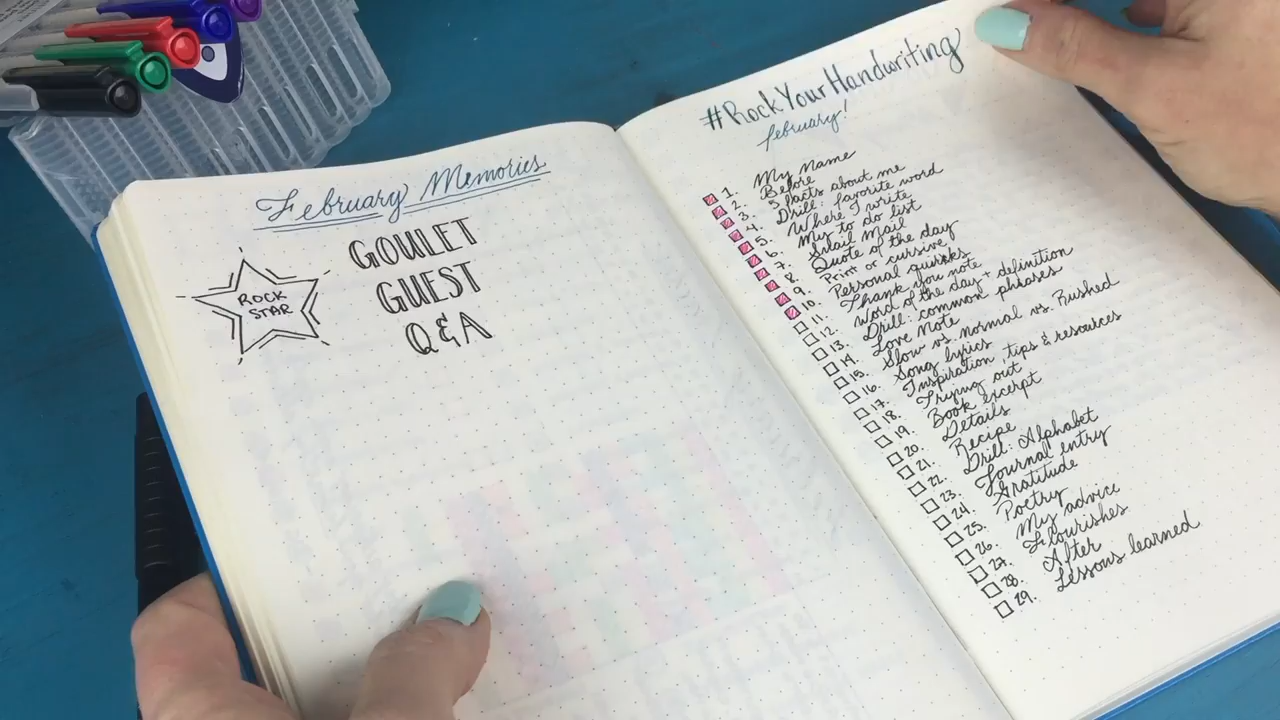 February Memories
ROCK
STAR
GOULET
GUEST
Q&A
#RockYourHandwriting
february!
1. My Name
2. Before
3. 5 facts about me
4. Drill: favorite word
5. Where I write
6. My to do list
7. Snail Mail
8. Quote of the day
9. Print or cursive
10. Personal quirks
11. Thank you note
12. Word of the day + definition
13. Drill: common phrases
14. Love Note
15. Slow vs. normal vs. Rushed
16. Song lyrics
17. Inspiration, tips & resources
18. Trying out
19. Book excerpt
20. Details
21. Recipe
22. Drill: Alphabet
23. Journal entry
24. Gratitude
25. Poetry
26. My advice
27. Flourishes
28. After
29. Lessons learned